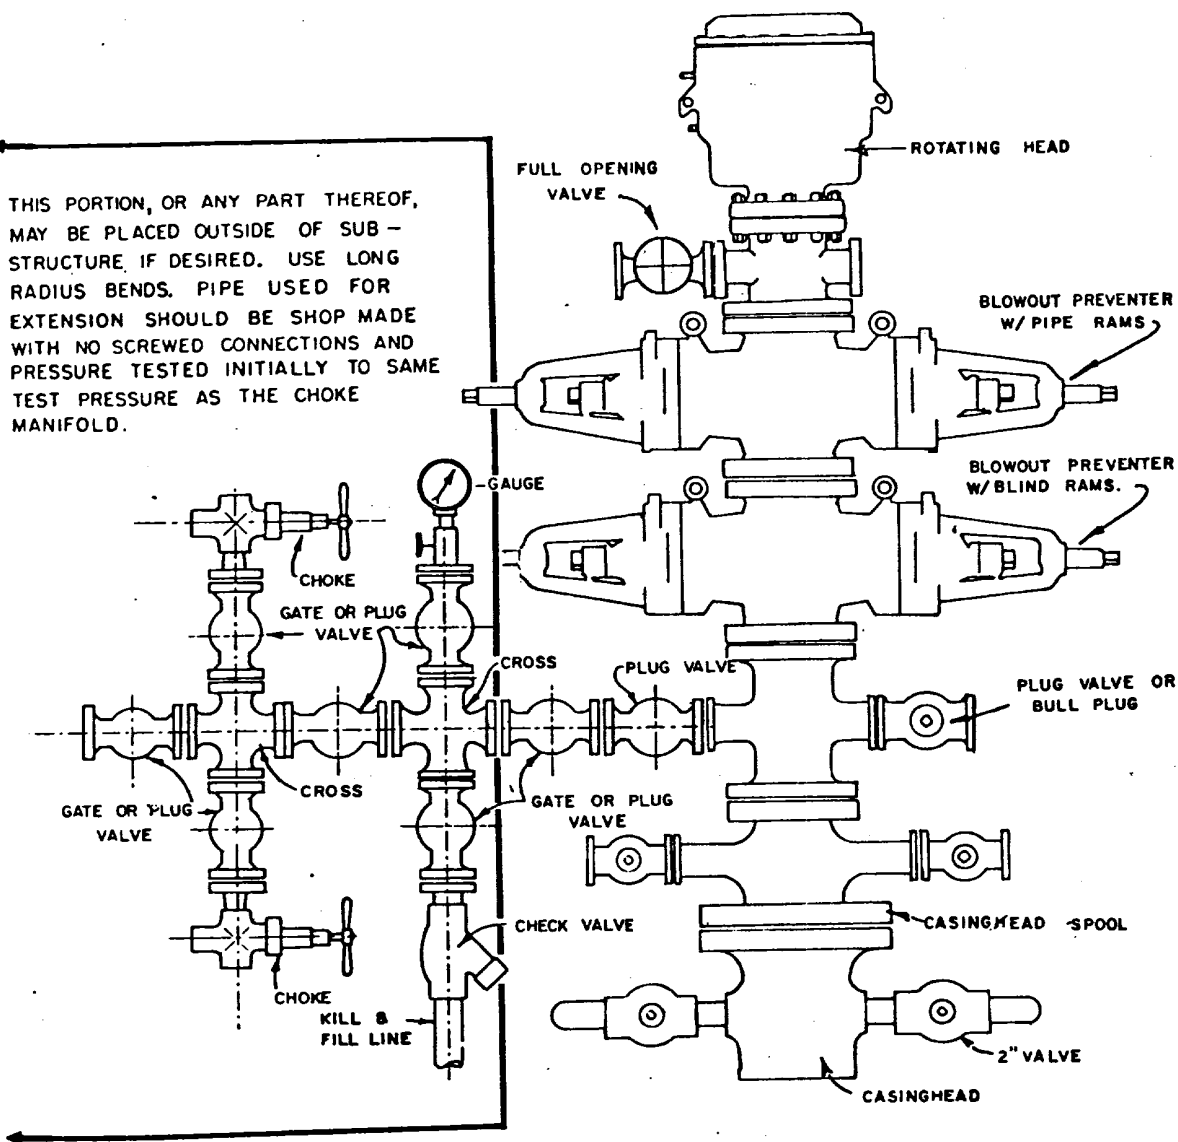 ROTATING HEAD
FULL OPENING
VALVE
THIS PORTION, OR ANY PART THEREOF,
MAY BE PLACED OUTSIDE OF SUB-
STRUCTURE IF DESIRED. USE LONG
RADIUS BENDS. PIPE USED FOR
EXTENSION SHOULD BE SHOP MADE
WITH NO SCREWED CONNECTIONS AND
PRESSURE TESTED INITIALLY TO SAME
TEST PRESSURE AS THE CHOKE
MANIFOLD.
BLOWOUT PREVENTER
W/ PIPE RAMS
BLOWOUT PREVENTER
W/BLIND RAMS.
GAUGE
CHOKE
GATE OR PLUG
VALVE
CROSS
PLUG VALVE
PLUG VALVE OR
BULL PLUG
CROSS
GATE OR PLUG
VALVE
GATE OR PLUG
VALVE
CHECK VALVE
CASINGHEAD SPOOL
CHOKE
KILL &
FILL LINE
2" VALVE
CASINGHEAD